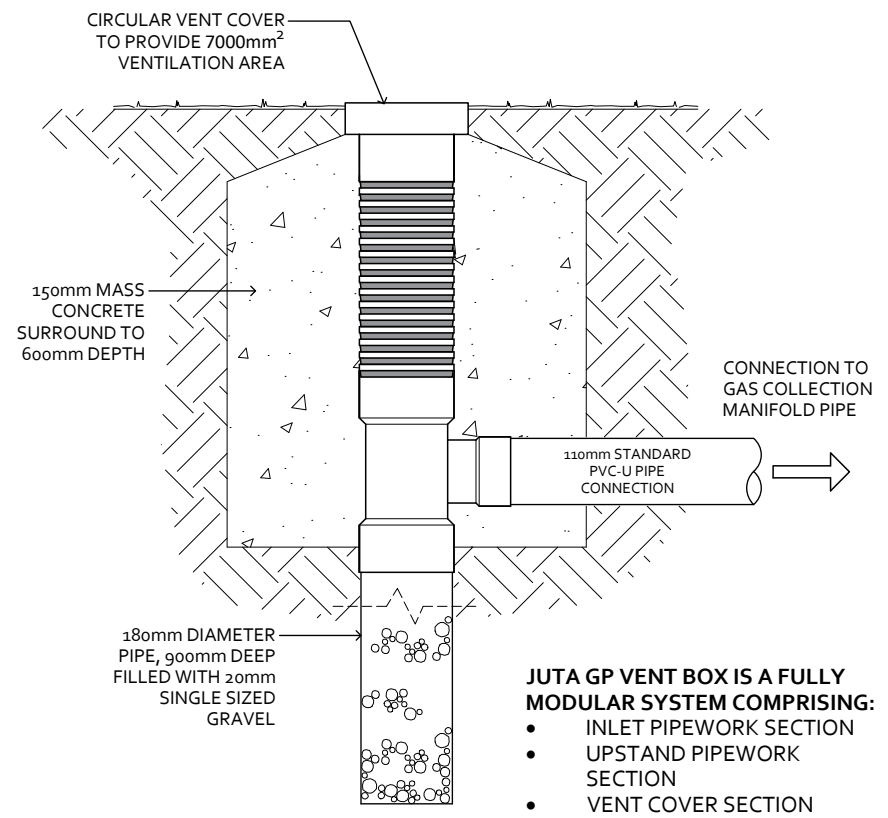 CIRCULAR VENT COVER
TO PROVIDE 7000mm²
VENTILATION AREA
150mm MASS
CONCRETE
SURROUND TO
600mm DEPTH
CONNECTION TO
GAS COLLECTION
MANIFOLD PIPE
110mm STANDARD
PVC-U PIPE
CONNECTION
180mm DIAMETER
PIPE, 900mm DEEP
FILLED WITH 20mm
SINGLE SIZED
GRAVEL
JUTA GP VENT BOX IS A FULLY
MODULAR SYSTEM COMPRISING:
• INLET PIPEWORK SECTION
• UPSTAND PIPEWORK
SECTION
• VENT COVER SECTION